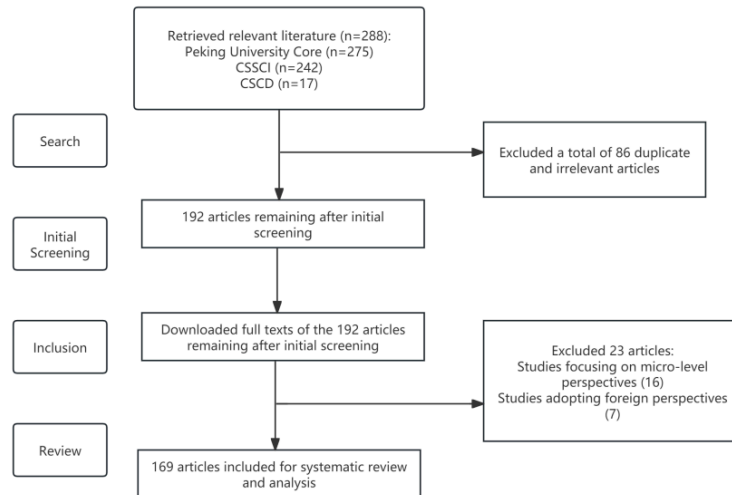 Retrieved relevant literature (n=288):
Peking University Core (n=275)
CSSCI (n=242)
CSCD (n=17)
Search
Excluded a total of 86 duplicate
and irrelevant articles
192 articles remaining after initial
screening
Initial
Screening
Downloaded full texts of the 192 articles
remaining after initial screening
Inclusion
Excluded 23 articles:
Studies focusing on micro-level
perspectives (16)
Studies adopting foreign perspectives
(7)
Review
169 articles included for systematic review
and analysis